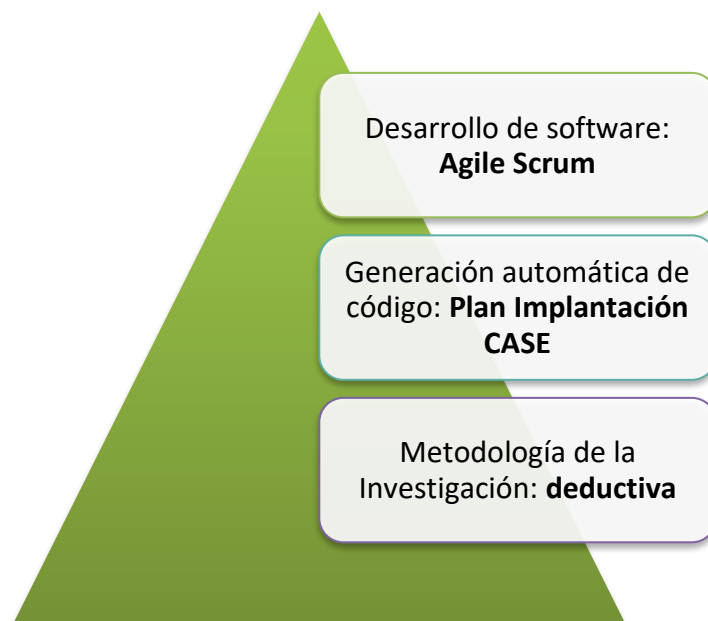 Desarrollo de software:
Agile Scrum
Generación automática de
código: Plan Implantación
CASE
Metodología de la
Investigación: deductiva